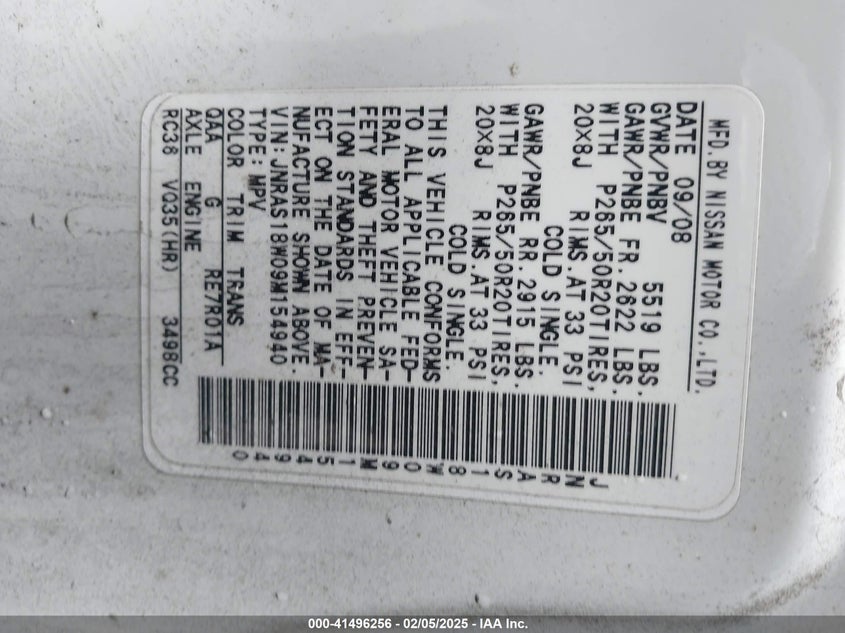 MFD.BY NISSAN MOTOR CO.,LTD.
DATE 09/08
GVWR/PNBV 5519 LBS.
GAWR/PNBE FR.2622 LBS.
WITH P265/50R20TIRES,
20X8J RIMS.AT 33 PSI
COLD SINGLE.
GAWR/PNBE RR.2915 LBS.
WITH P265/50R20TIRES,
20X8J RIMS.AT 33 PSI
COLD SINGLE.
THIS VEHICLE CONFORMS
TO ALL APPLICABLE FED-
ERAL MOTOR VEHICLE SA-
FETY AND THEFT PREVEN-
TION STANDARDS IN EFF-
ECT ON THE DATE OF MA-
NUFACTURE SHOWN ABOVE.
VIN:JNRAS18W09M154940
TYPE:MPV
COLOR TRIM TRANS
QAA G RE7R01A
AXLE ENGINE
RC38 VQ35(HR) 3498CC
JNRAS18W09M154940
000-41496256 - 02/05/2025 - IAA Inc.